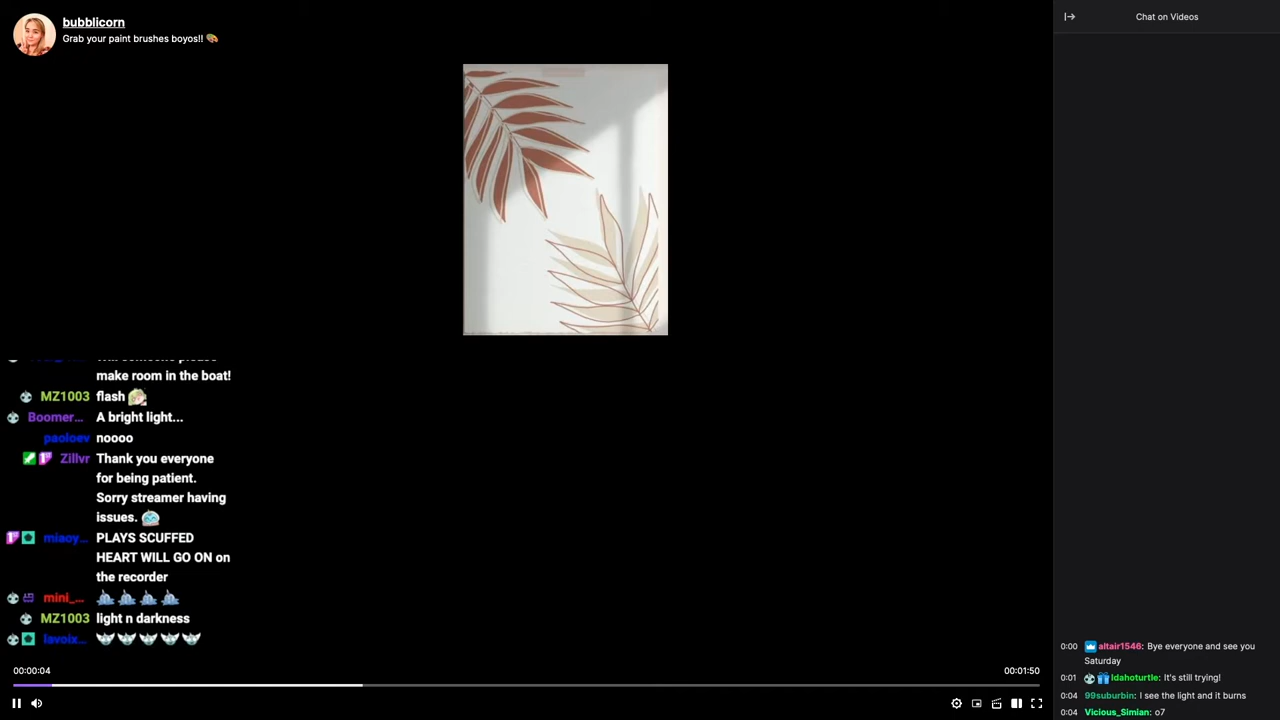 bubblicorn
Grab your paint brushes boyos!!
Chat on Videos
make room in the boat!
MZ1003 flash
Boomer... A bright light...
paoloev noooo
Zillvr Thank you everyone
for being patient.
Sorry streamer having
issues.
miaoy... PLAYS SCUFFED
HEART WILL GO ON on
the recorder
mini_...
MZ1003 light n darkness
lavoix...
00:00:04
00:01:50
0:00 altair1546: Bye everyone and see you
Saturday
0:01 Idahoturtle: It's still trying!
0:04 99suburbin: I see the light and it burns
0:04 Vicious_Simian: o7